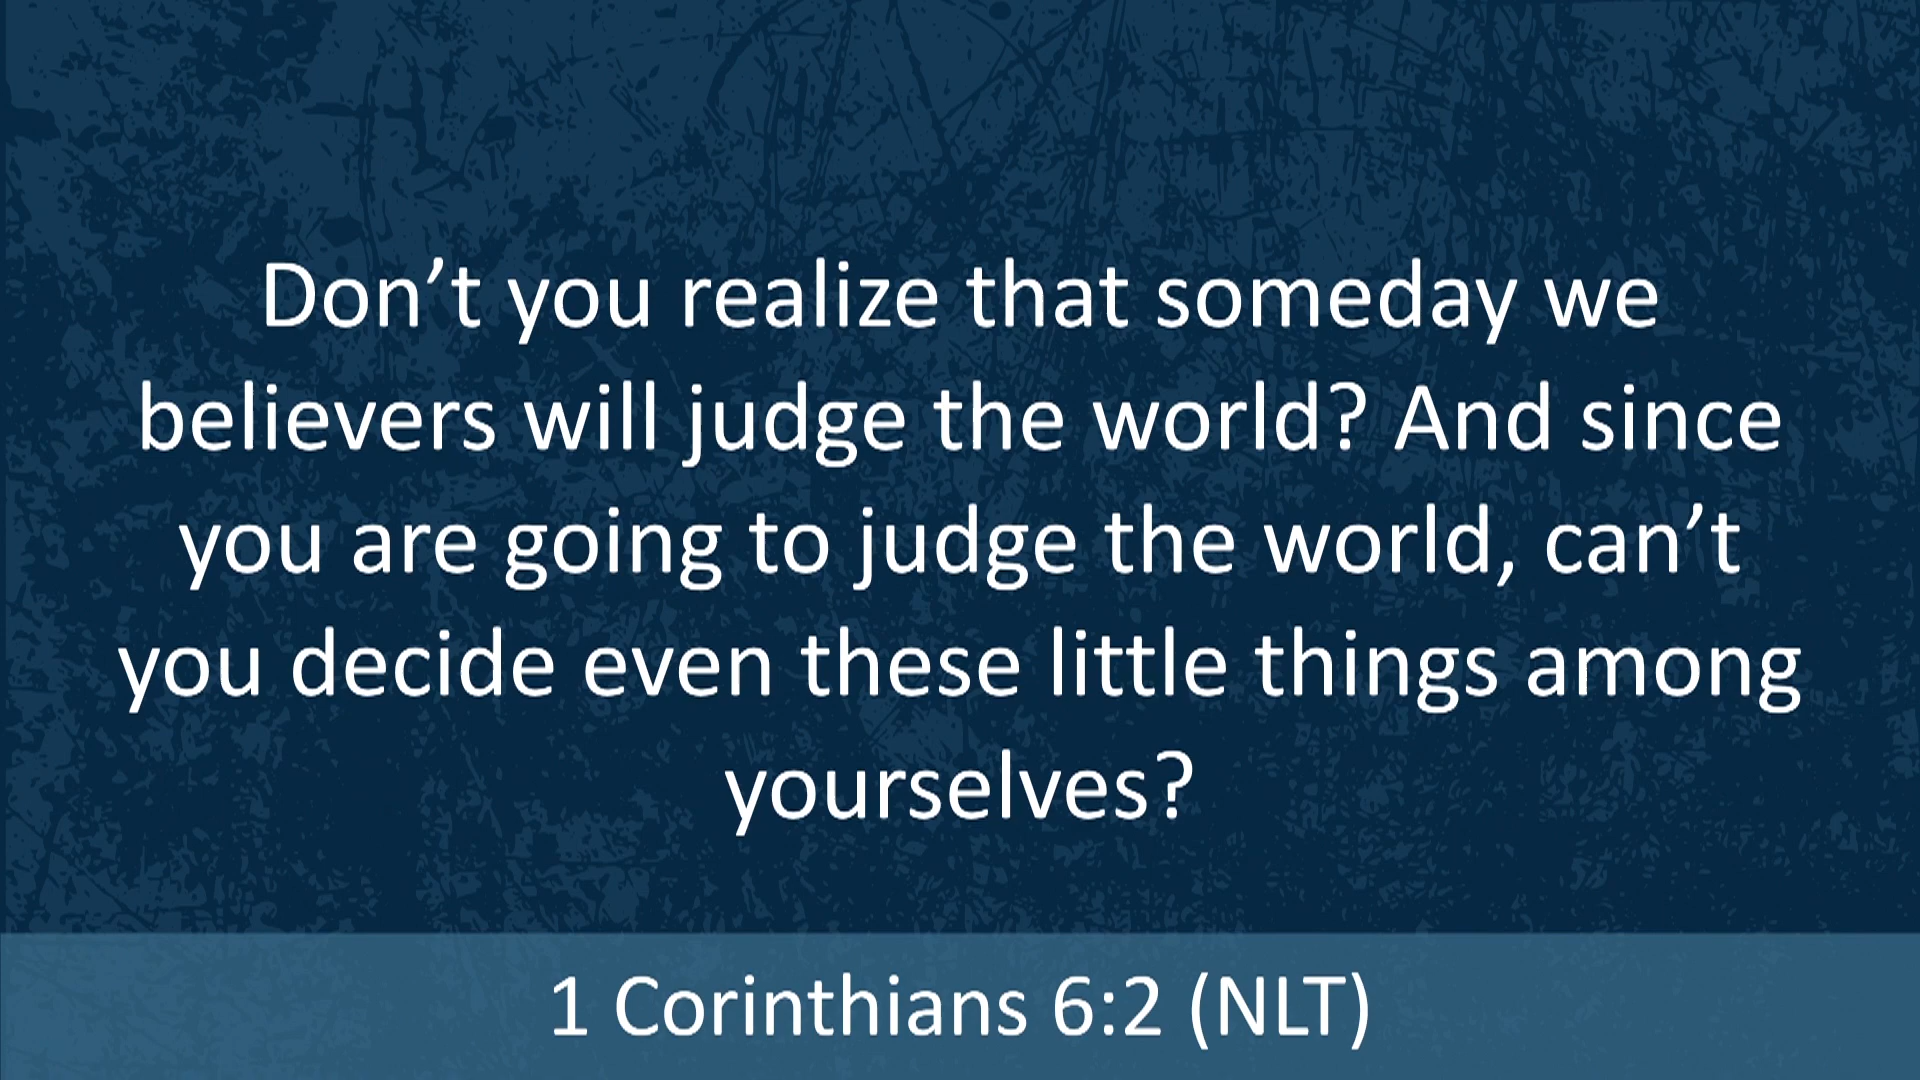 Don’t you realize that someday we
believers will judge the world? And since
you are going to judge the world, can’t
you decide even these little things among
yourselves?
1 Corinthians 6:2 (NLT)